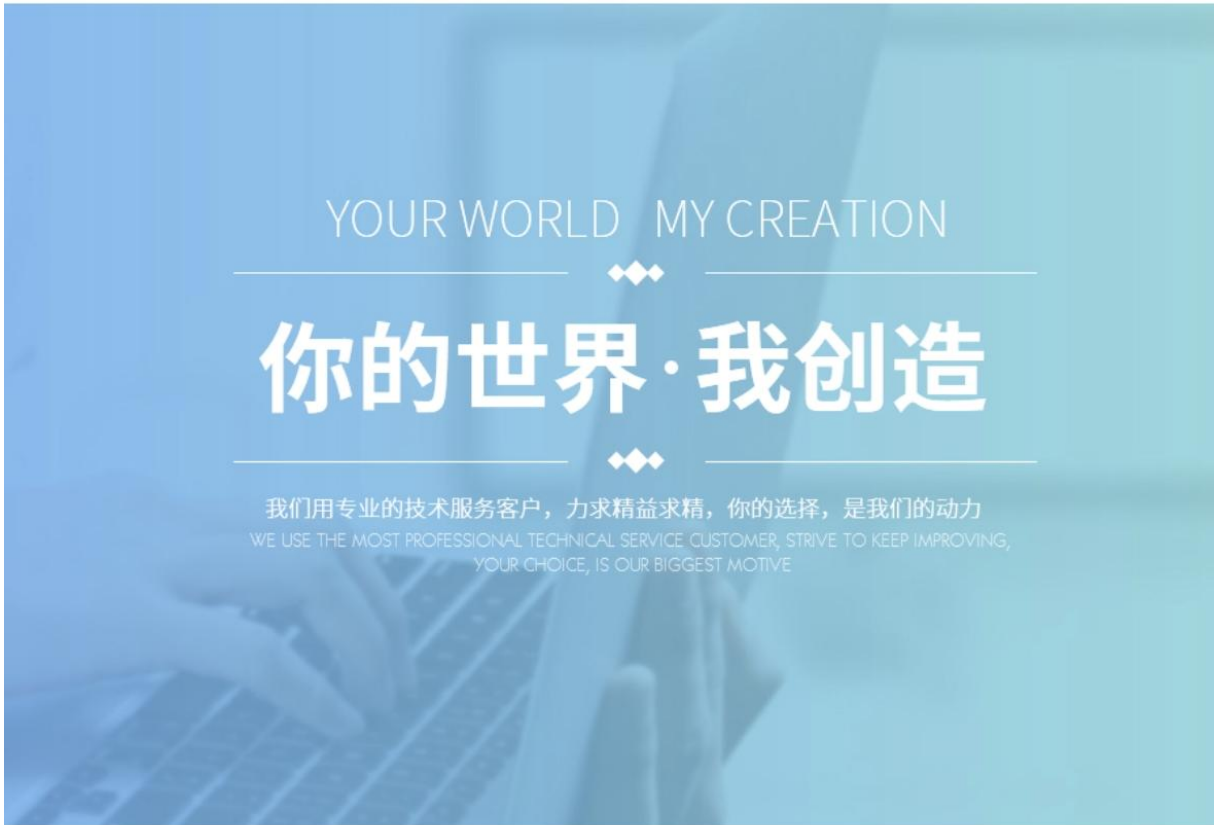 YOUR WORLD   MY CREATION
你的世界·我创造
我们用专业的技术服务客户，力求精益求精，你的选择，是我们的动力
WE USE THE MOST PROFESSIONAL TECHNICAL SERVICE CUSTOMER, STRIVE TO KEEP IMPROVING,
YOUR CHOICE, IS OUR BIGGEST MOTIVE